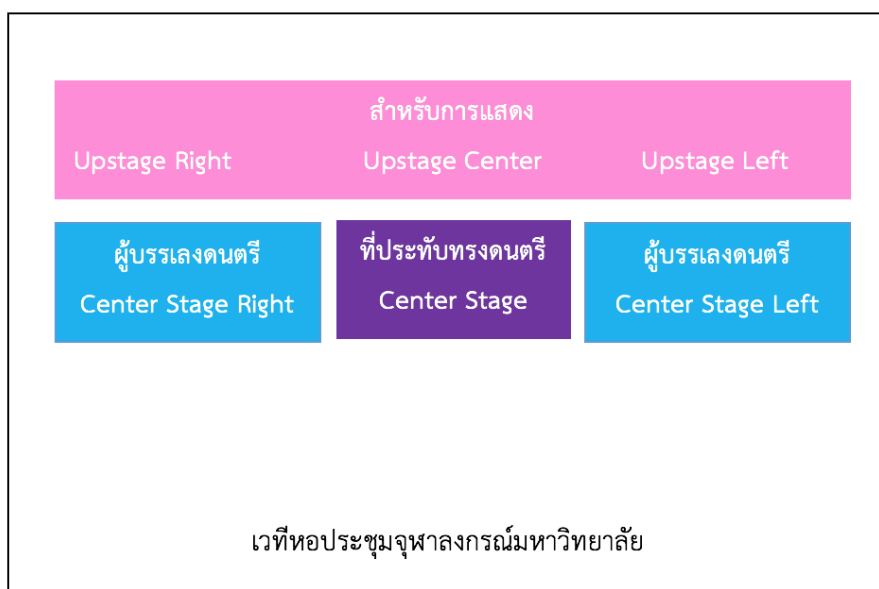 สำหรับการแสดง
Upstage Right Upstage Center Upstage Left
ผู้บรรเลงดนตรี ที่ประทับทรงดนตรี ผู้บรรเลงดนตรี
Center Stage Right Center Stage Center Stage Left
เวทีหอประชุมจุฬาลงกรณ์มหาวิทยาลัย